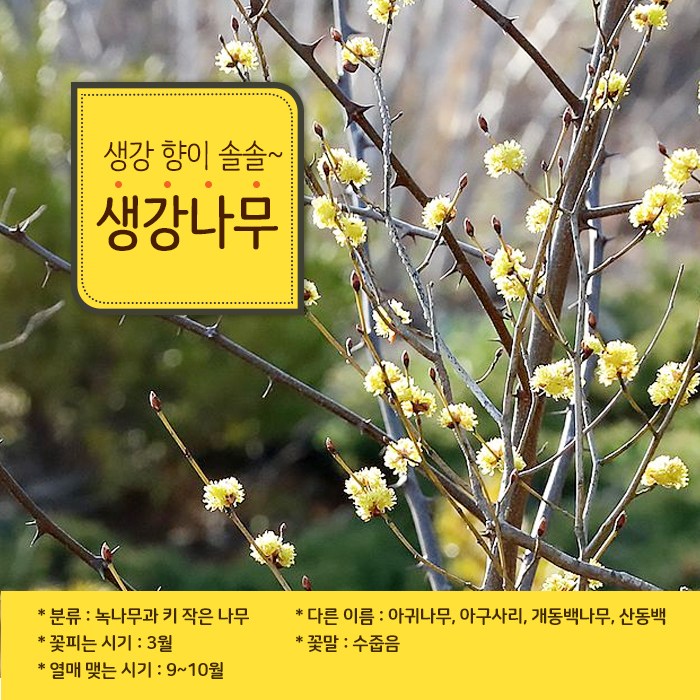 생강 향이 솔솔~
생강나무
* 분류 : 녹나무과 키 작은 나무
* 꽃피는 시기 : 3월
* 열매 맺는 시기 : 9~10월
* 다른 이름 : 아귀나무, 아구사리, 개동백나무, 산동백
* 꽃말 : 수줍음